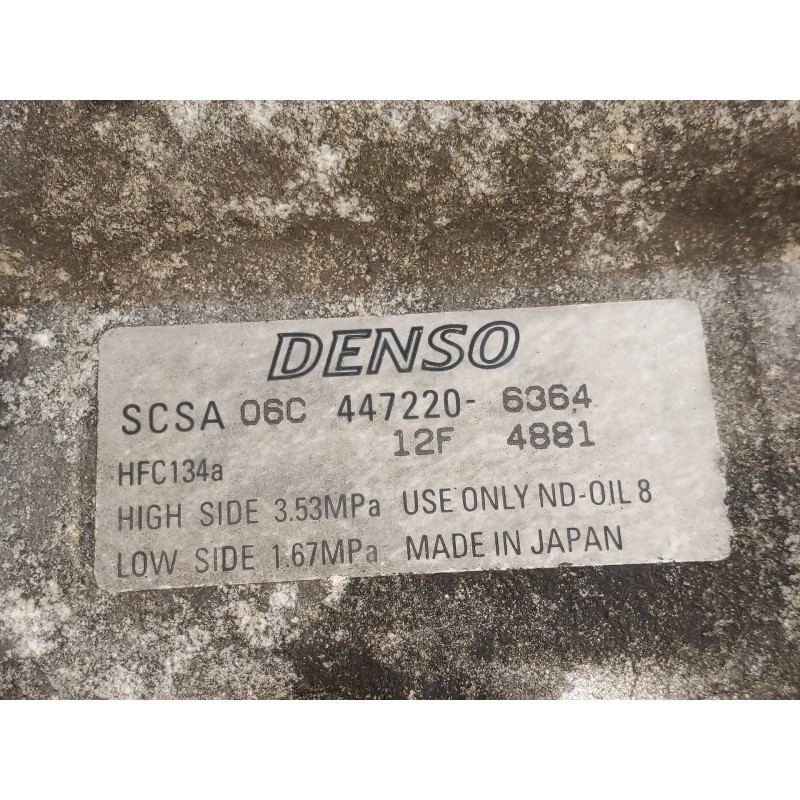 DENSO
SCSA 06C 447220- 6364
12F 4881
HFC134a
HIGH SIDE 3.53MPa USE ONLY ND-OIL 8
LOW SIDE 1.67MPa MADE IN JAPAN